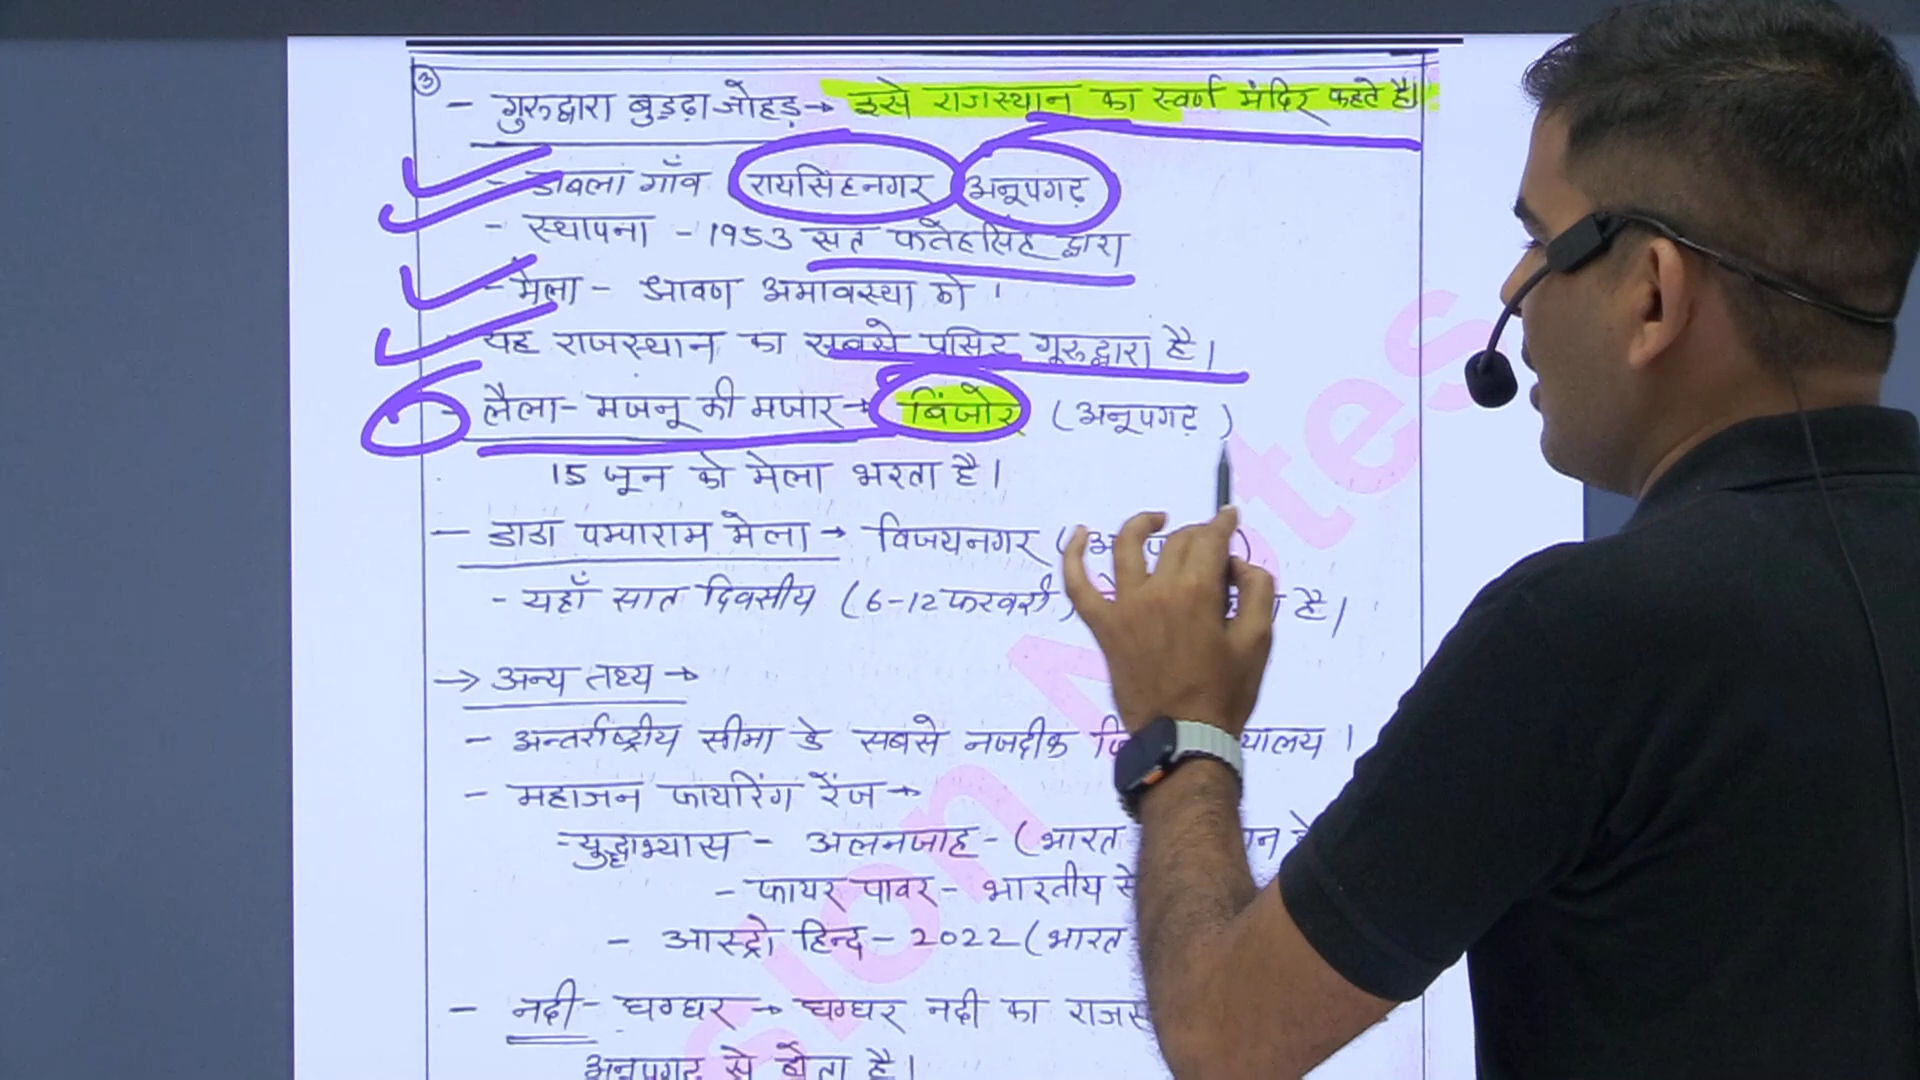 ③
- गुरुद्वारा बुड्ढ़ा जोहड़ → इसे राजस्थान का स्वर्ण मंदिर कहते है।
- डाबला गाँव रायसिंहनगर अनूपगढ़
- स्थापना - 1953 सत फतेहसिंह द्वारा
- मेला - श्रावण अमावस्या को ।
- यह राजस्थान का सबसे प्रसिद्ध गुरुद्वारा है।
- लैला - मजनू की मजार → बिंजोर (अनूपगढ़)
15 जून को मेला भरता है।
- डाडा पम्पाराम मेला → विजयनगर (
- यहाँ सात दिवसीय (6-12 फरवरी) है।
→ अन्य तथ्य →
- अन्तर्राष्ट्रीय सीमा के सबसे नजदीक
- महाजन फायरिंग रेंज →
- युद्धाभ्यास - अलनजाह - (भारत
- फायर पावर - भारतीय
- आस्ट्रो हिन्द - 2022 (भारत
- नदी - घग्घर → घग्घर नदी का
अनूपगढ़ से होता है।